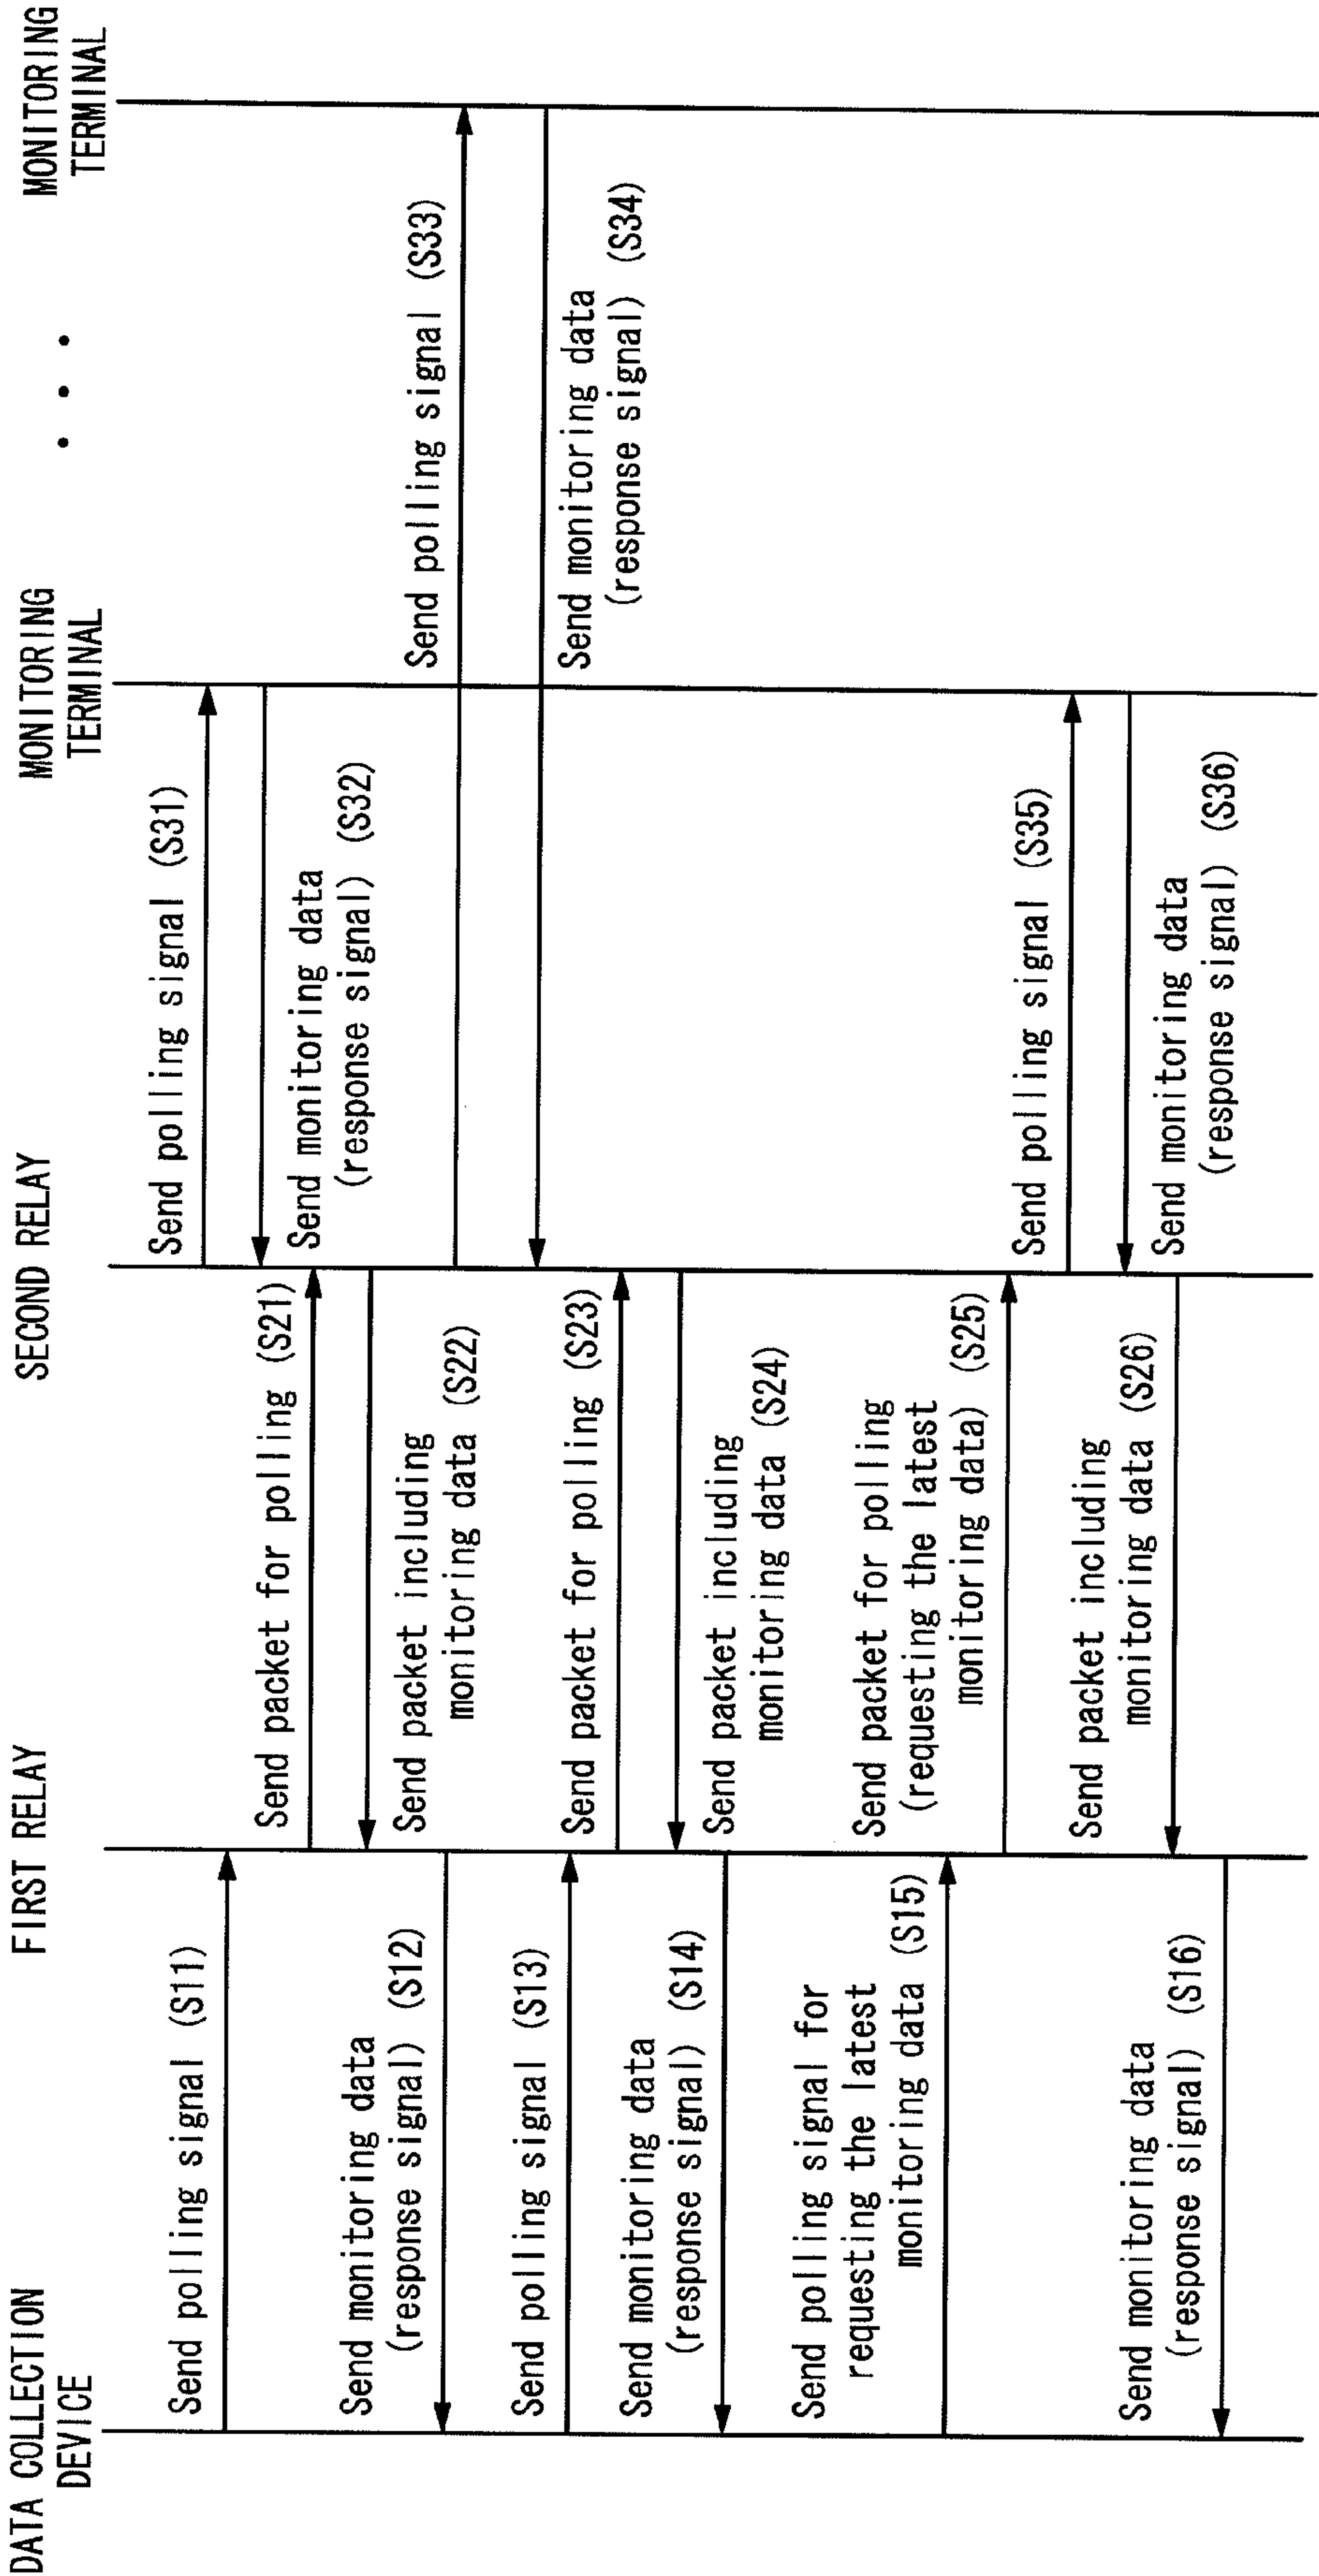 DATA COLLECTION
DEVICE
FIRST RELAY
SECOND RELAY
MONITORING
TERMINAL
• • •
MONITORING
TERMINAL
Send polling signal (S11)
Send monitoring data
(response signal) (S12)
Send polling signal (S13)
Send monitoring data
(response signal) (S14)
Send polling signal for
requesting the latest
monitoring data (S15)
Send monitoring data
(response signal) (S16)
Send packet for polling (S21)
Send packet including
monitoring data (S22)
Send packet for polling (S23)
Send packet including
monitoring data (S24)
Send packet for polling
(requesting the latest
monitoring data) (S25)
Send packet including
monitoring data (S26)
Send polling signal (S31)
Send monitoring data
(response signal) (S32)
Send polling signal (S33)
Send monitoring data
(response signal) (S34)
Send polling signal (S35)
Send monitoring data
(response signal) (S36)